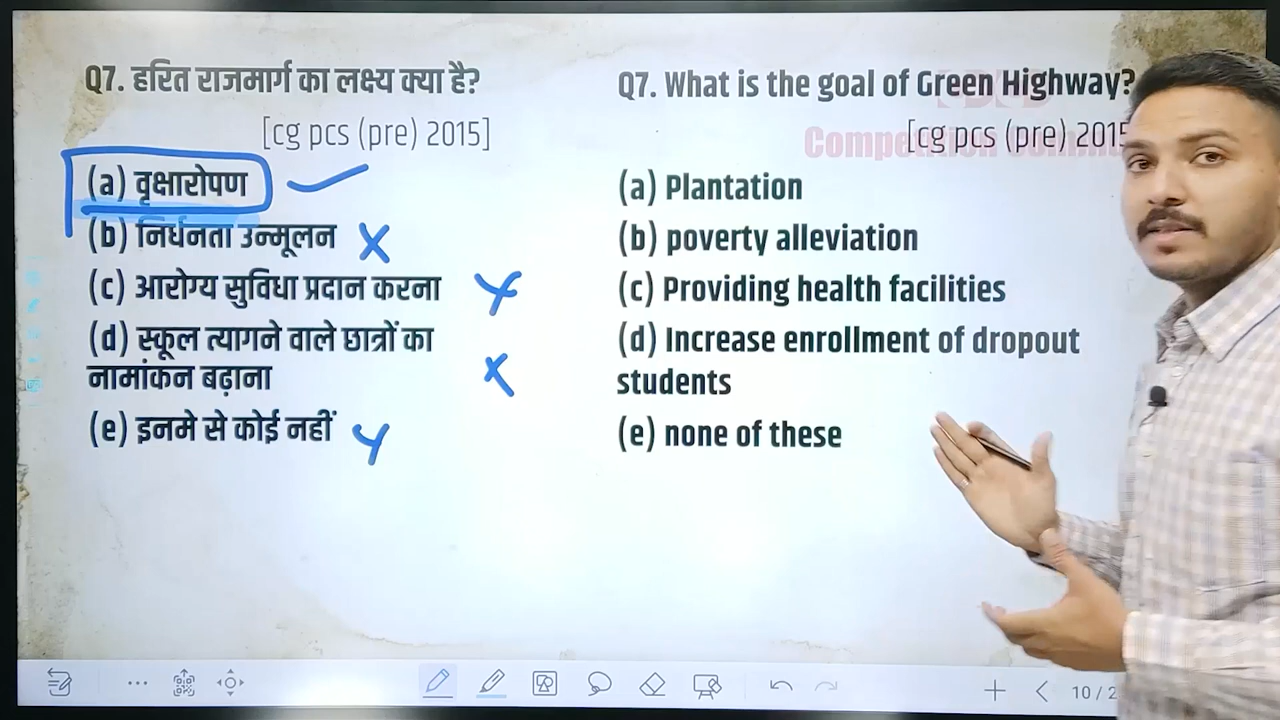 Q7. हरित राजमार्ग का लक्ष्य क्या है?
[cg pcs (pre) 2015]
(a) वृक्षारोपण
(b) निर्धनता उन्मूलन
(c) आरोग्य सुविधा प्रदान करना
(d) स्कूल त्यागने वाले छात्रों का
नामांकन बढ़ाना
(e) इनमे से कोई नहीं
Q7. What is the goal of Green Highway?
[cg pcs (pre) 2015
(a) Plantation
(b) poverty alleviation
(c) Providing health facilities
(d) Increase enrollment of dropout
students
(e) none of these
10 / 2